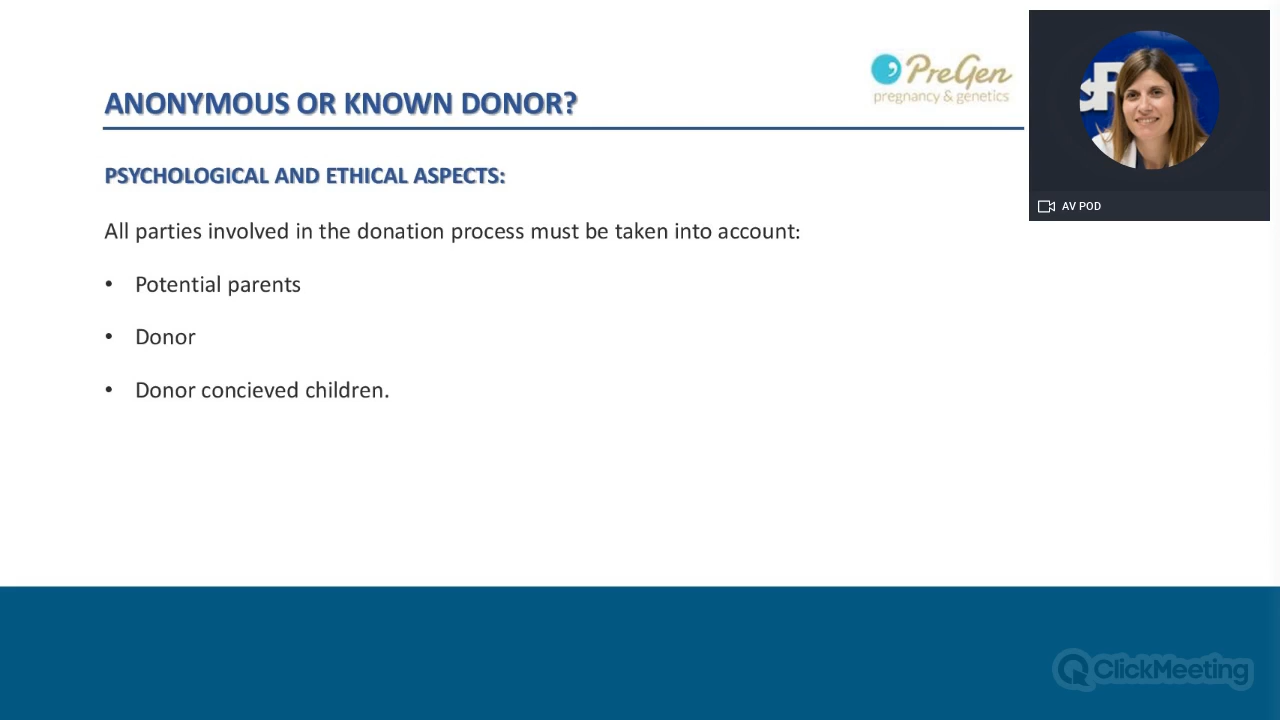 PreGen
pregnancy & genetics
ANONYMOUS OR KNOWN DONOR?
PSYCHOLOGICAL AND ETHICAL ASPECTS:
All parties involved in the donation process must be taken into account:
• Potential parents
• Donor
• Donor concieved children.
AV POD
ClickMeeting